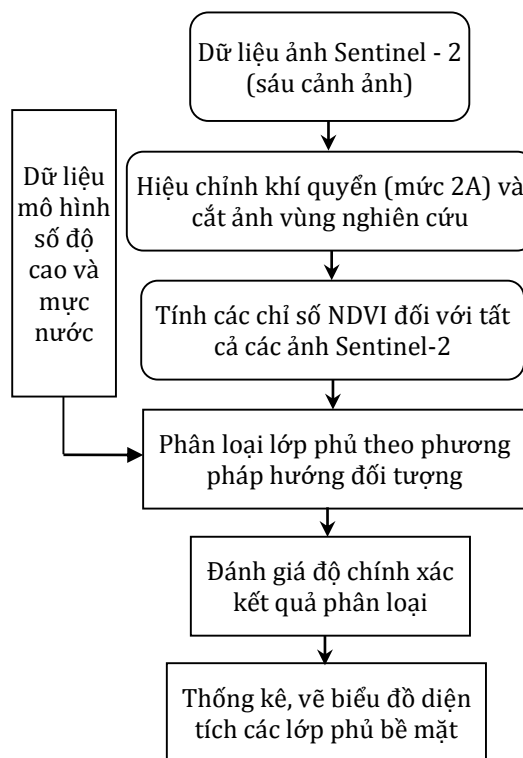 Dữ liệu ảnh Sentinel - 2
(sáu cảnh ảnh)
Dữ liệu
mô hình
số độ
cao và
mực
nước
Hiệu chỉnh khí quyển (mức 2A) và
cắt ảnh vùng nghiên cứu
Tính các chỉ số NDVI đối với tất
cả các ảnh Sentinel-2
Phân loại lớp phủ theo phương
pháp hướng đối tượng
Đánh giá độ chính xác
kết quả phân loại
Thống kê, vẽ biểu đồ diện
tích các lớp phủ bề mặt